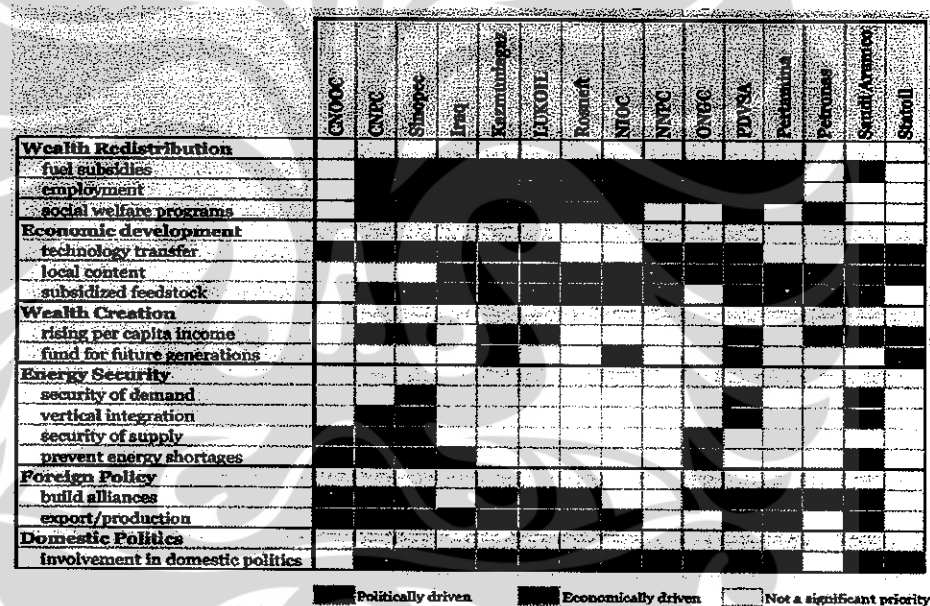 CNOOC CNPC Sinopec Iraq Kazmunigaz LUKOIL Rosneft NIOC NNPC ONGC PDVSA Pertamina Petronas Saudi Aramco Statoil
Wealth Redistribution
fuel subsidies
employment
social welfare programs
Economic development
technology transfer
local content
subsidized feedstock
Wealth Creation
rising per capita income
fund for future generations
Energy Security
security of demand
vertical integration
security of supply
prevent energy shortages
Foreign Policy
build alliances
export/production
Domestic Politics
involvement in domestic politics
Politically driven Economically driven Not a significant priority